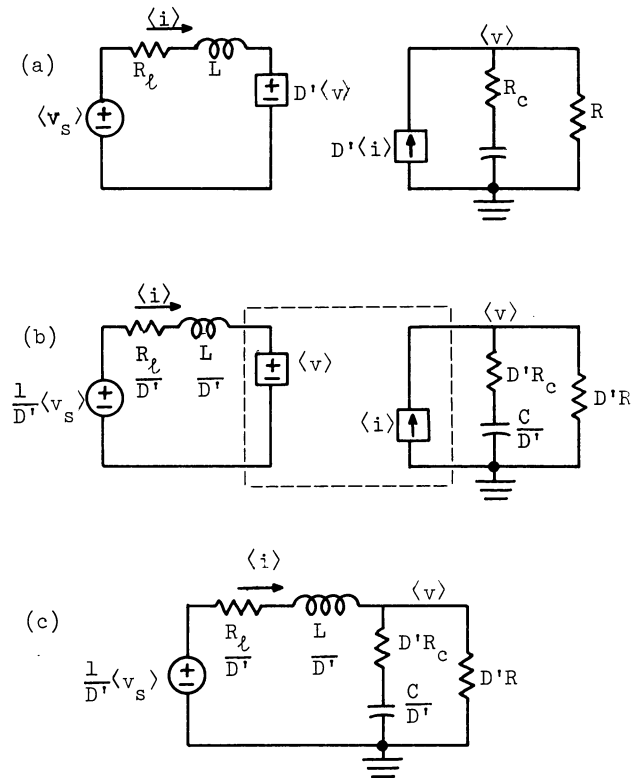 ⟨i⟩
(a)
R_ℓ
L
D'⟨v⟩
⟨v_s⟩
⟨v⟩
R_c
R
D'⟨i⟩
⟨i⟩
(b)
R_ℓ
D'
L
D'
⟨v⟩
1
D'
⟨v_s⟩
⟨v⟩
D'R_c
C
D'
D'R
⟨i⟩
⟨i⟩
(c)
R_ℓ
D'
L
D'
⟨v⟩
1
D'
⟨v_s⟩
D'R_c
C
D'
D'R